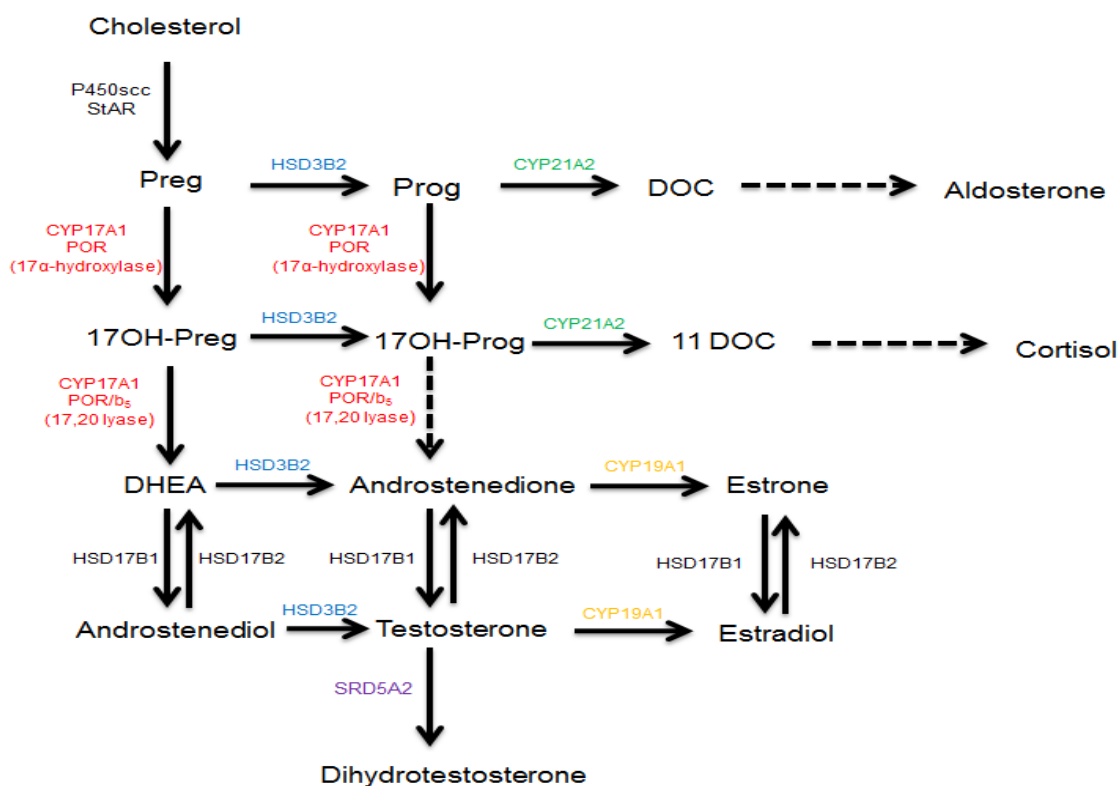 Cholesterol
P450scc
StAR
HSD3B2
CYP21A2
Preg
Prog
DOC
Aldosterone
CYP17A1
POR
(17α-hydroxylase)
CYP17A1
POR
(17α-hydroxylase)
HSD3B2
CYP21A2
17OH-Preg
17OH-Prog
11 DOC
Cortisol
CYP17A1
POR/b₅
(17,20 lyase)
CYP17A1
POR/b₅
(17,20 lyase)
HSD3B2
CYP19A1
DHEA
Androstenedione
Estrone
HSD17B1
HSD17B2
HSD17B1
HSD17B2
HSD17B1
HSD17B2
HSD3B2
CYP19A1
Androstenediol
Testosterone
Estradiol
SRD5A2
Dihydrotestosterone